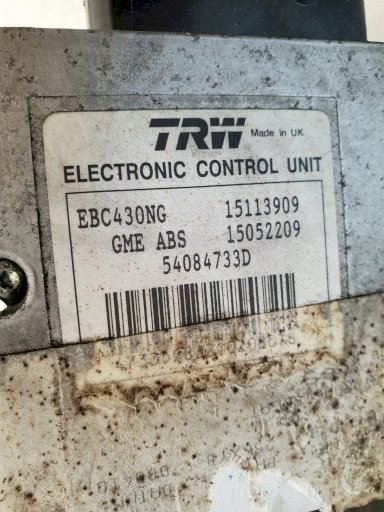 TRW Made in UK
ELECTRONIC CONTROL UNIT
EBC430NG 15113909
GME ABS 15052209
54084733D